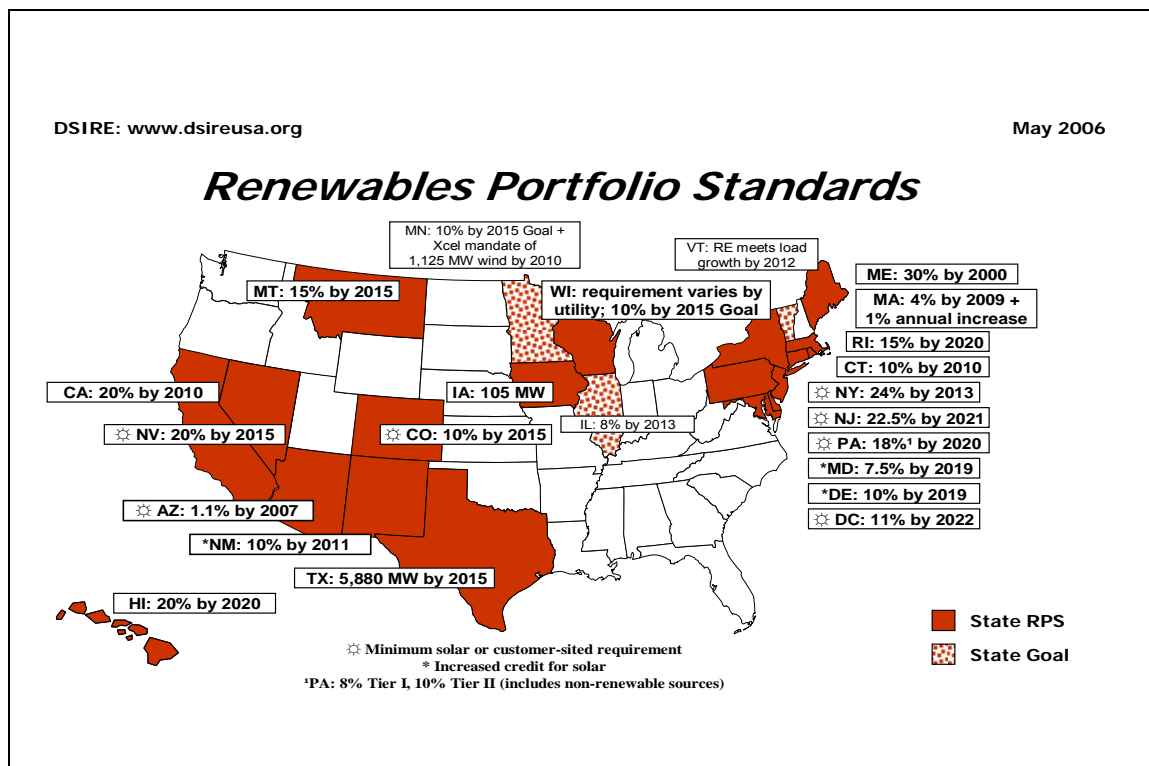 DSIRE: www.dsireusa.org
May 2006
Renewables Portfolio Standards
MN: 10% by 2015 Goal +
Xcel mandate of
1,125 MW wind by 2010
VT: RE meets load
growth by 2012
ME: 30% by 2000
MT: 15% by 2015
WI: requirement varies by
utility; 10% by 2015 Goal
MA: 4% by 2009 +
1% annual increase
RI: 15% by 2020
CT: 10% by 2010
CA: 20% by 2010
IA: 105 MW
☼ NY: 24% by 2013
IL: 8% by 2013
☼ NJ: 22.5% by 2021
☼ NV: 20% by 2015
☼ CO: 10% by 2015
☼ PA: 18%¹ by 2020
*MD: 7.5% by 2019
*DE: 10% by 2019
☼ AZ: 1.1% by 2007
☼ DC: 11% by 2022
*NM: 10% by 2011
TX: 5,880 MW by 2015
HI: 20% by 2020
State RPS
☼ Minimum solar or customer-sited requirement
State Goal
* Increased credit for solar
¹PA: 8% Tier I, 10% Tier II (includes non-renewable sources)